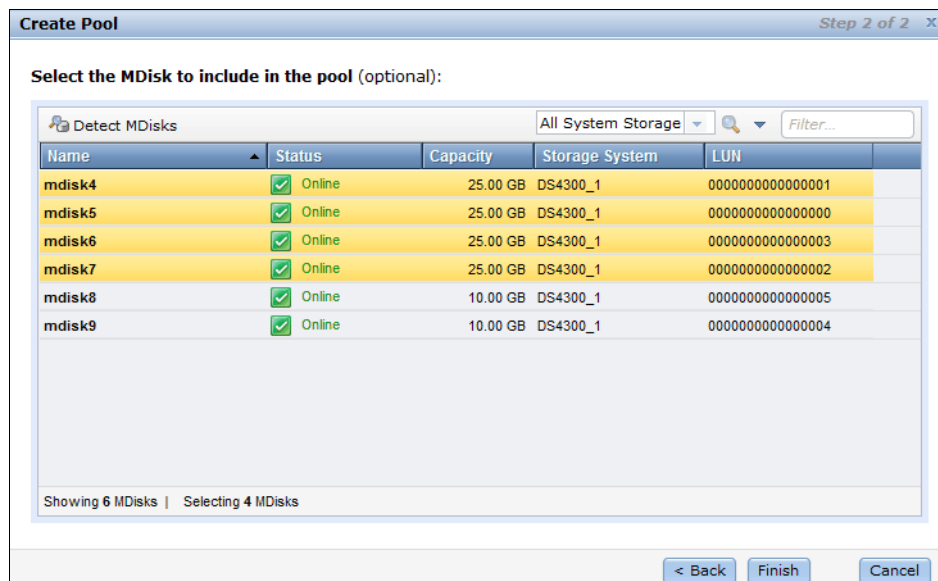 Create Pool Step 2 of 2 x
Select the MDisk to include in the pool (optional):
Detect MDisks All System Storage Filter...
Name Status Capacity Storage System LUN
mdisk4 Online 25.00 GB DS4300_1 0000000000000001
mdisk5 Online 25.00 GB DS4300_1 0000000000000000
mdisk6 Online 25.00 GB DS4300_1 0000000000000003
mdisk7 Online 25.00 GB DS4300_1 0000000000000002
mdisk8 Online 10.00 GB DS4300_1 0000000000000005
mdisk9 Online 10.00 GB DS4300_1 0000000000000004
Showing 6 MDisks | Selecting 4 MDisks
< Back Finish Cancel